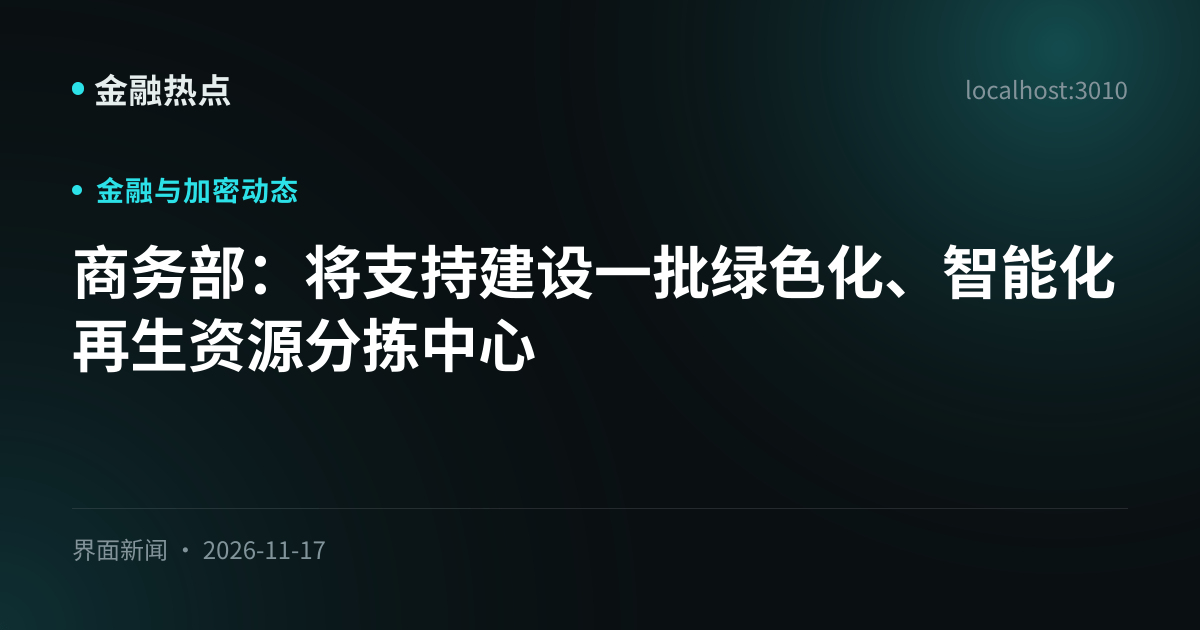 金融热点
localhost:3010
金融与加密动态
商务部：将支持建设一批绿色化、智能化
再生资源分拣中心
界面新闻 • 2026-11-17